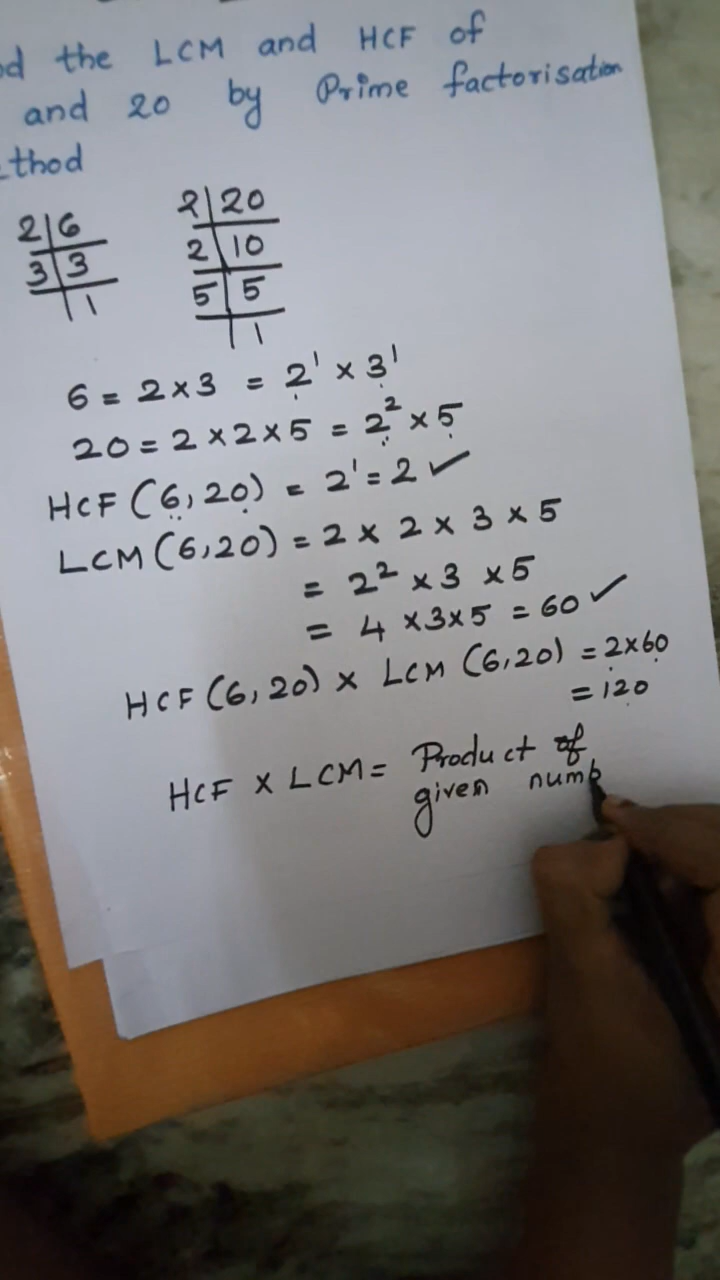 the LCM and HCF of
and 20 by Prime factorisation
2 6 2 20
3 3 2 10
1 5 5
1
6 = 2 × 3 = 2¹ × 3¹
20 = 2 × 2 × 5 = 2² × 5
HCF (6, 20) = 2¹ = 2 ✓
LCM (6, 20) = 2 × 2 × 3 × 5
= 2² × 3 × 5
= 4 × 3 × 5 = 60 ✓
HCF (6, 20) × LCM (6, 20) = 2 × 60
= 120
HCF × LCM = Product of
given numb